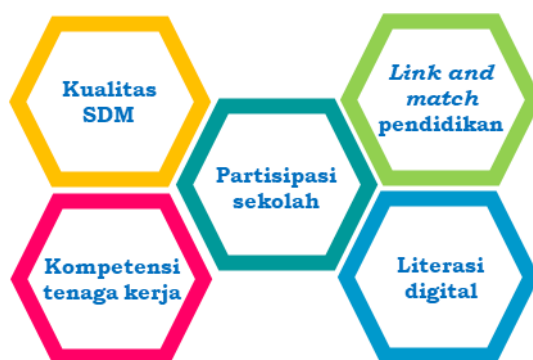 Kualitas
SDM
Link and
match
pendidikan
Partisipasi
sekolah
Kompetensi
tenaga kerja
Literasi
digital